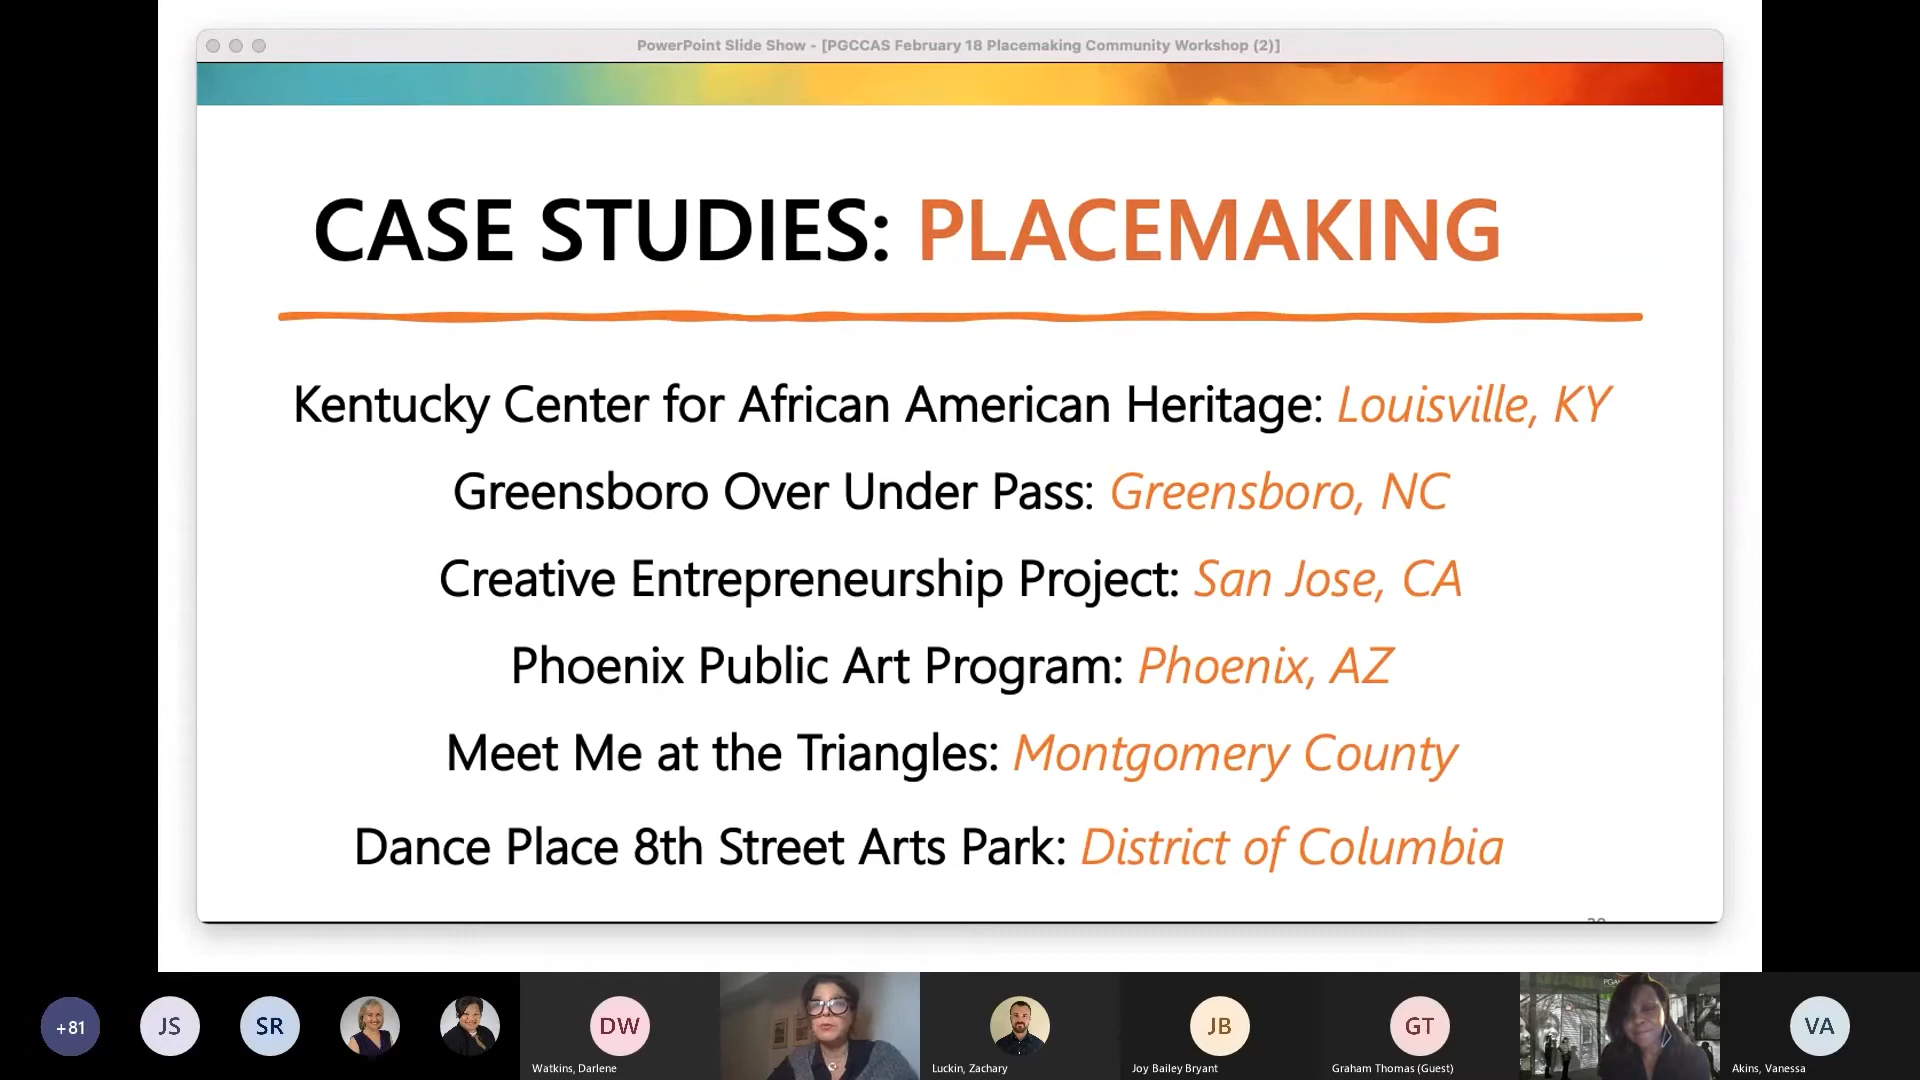 PowerPoint Slide Show - [PGCCAS February 18 Placemaking Community Workshop (2)]
CASE STUDIES: PLACEMAKING
Kentucky Center for African American Heritage: Louisville, KY
Greensboro Over Under Pass: Greensboro, NC
Creative Entrepreneurship Project: San Jose, CA
Phoenix Public Art Program: Phoenix, AZ
Meet Me at the Triangles: Montgomery County
Dance Place 8th Street Arts Park: District of Columbia
+81
JS
SR
DW
JB
GT
VA
Watkins, Darlene
Luckin, Zachary
Joy Bailey Bryant
Graham Thomas (Guest)
Akins, Vanessa